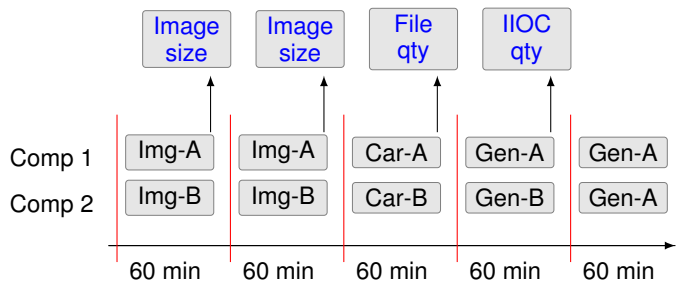 Image Image File IIOC
size size qty qty
Comp 1 Img-A Img-A Car-A Gen-A Gen-A
Comp 2 Img-B Img-B Car-B Gen-B Gen-A
60 min 60 min 60 min 60 min 60 min